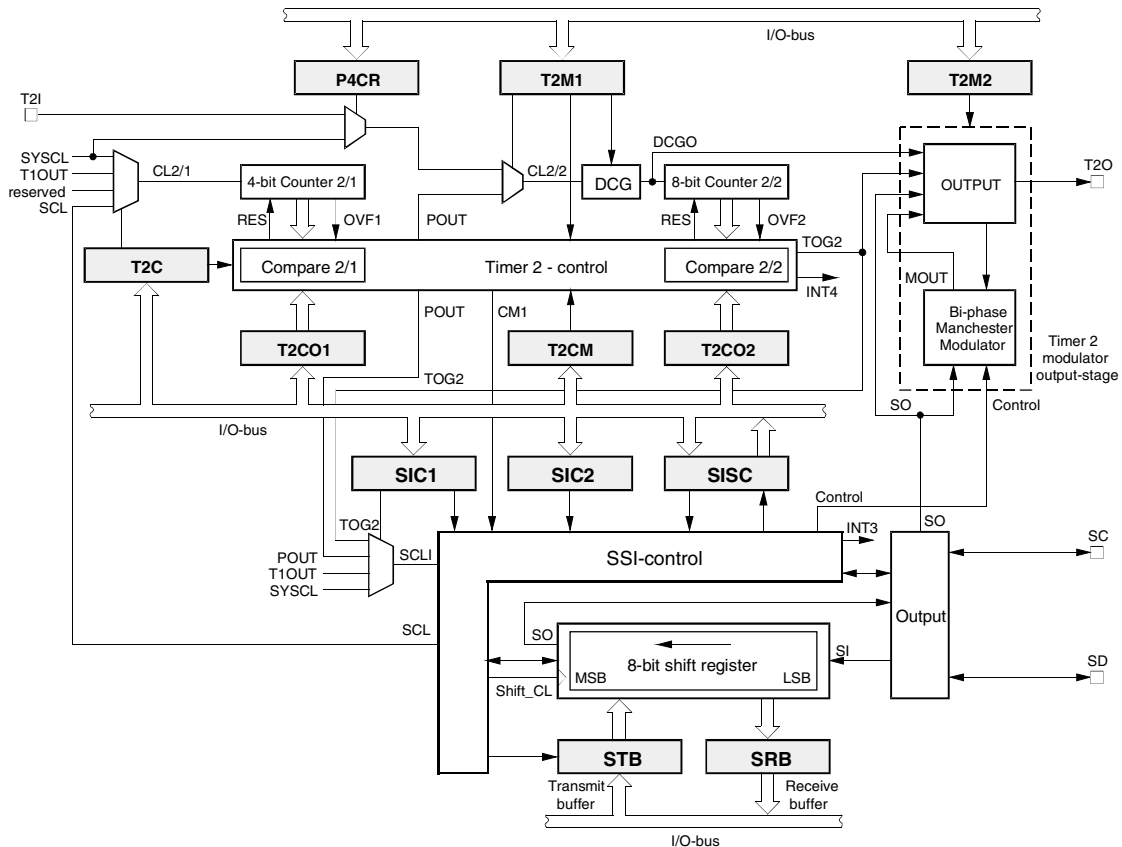 I/O-bus
P4CR
T2M1
T2M2
T2I
SYSCL
T1OUT
reserved
SCL
CL2/1
4-bit Counter 2/1
CL2/2
DCG
DCGO
8-bit Counter 2/2
OUTPUT
T2O
RES
OVF1
POUT
RES
OVF2
TOG2
T2C
Compare 2/1
Timer 2 - control
Compare 2/2
INT4
MOUT
Bi-phase
Manchester
Modulator
Timer 2
modulator
output-stage
POUT
CM1
T2CO1
T2CM
T2CO2
TOG2
SO
Control
I/O-bus
SIC1
SIC2
SISC
Control
TOG2
POUT
T1OUT
SYSCL
SCLI
SSI-control
INT3
SO
SC
Output
SCL
SO
8-bit shift register
MSB
LSB
SI
SD
Shift_CL
STB
SRB
Transmit
buffer
Receive
buffer
I/O-bus